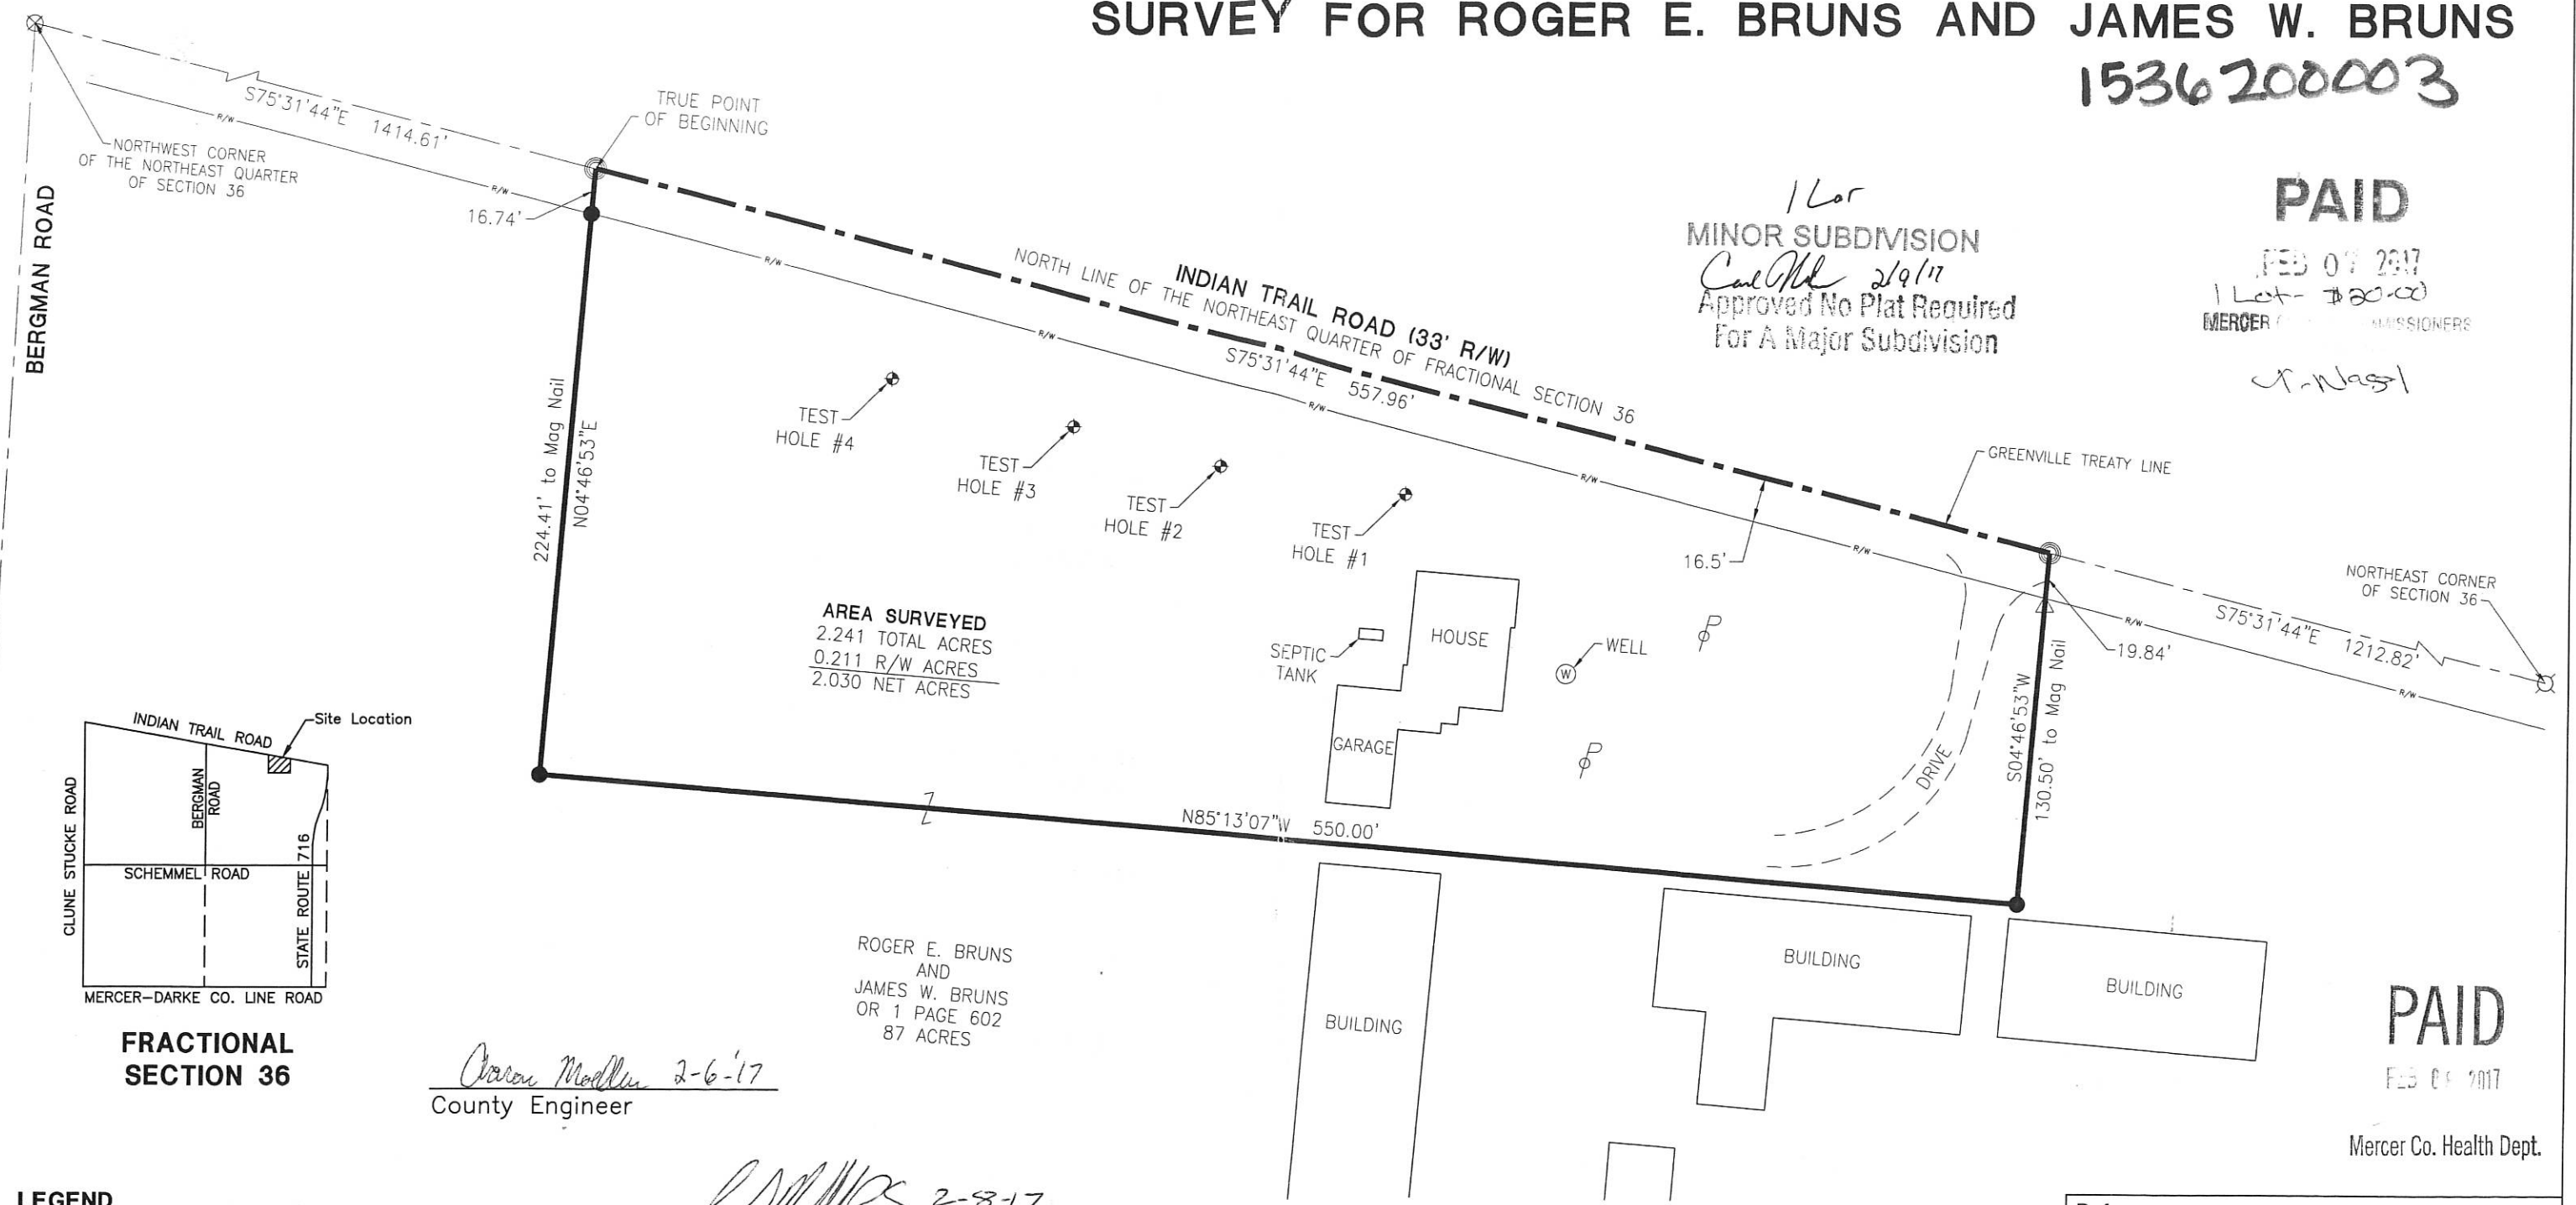 SURVEY FOR ROGER E. BRUNS AND JAMES W. BRUNS
1536200003
S75°31'44"E 1414.61'
R/W
R/W
NORTHWEST CORNER
OF THE NORTHEAST QUARTER
OF SECTION 36
BERGMAN ROAD
TRUE POINT
OF BEGINNING
16.74'
1 Lot
MINOR SUBDIVISION
2/9/17
Approved No Plat Required
For A Major Subdivision
PAID
FEB 07 2017
1 Lot- $20.00
MERCER
INDIAN TRAIL ROAD (33' R/W)
NORTH LINE OF THE NORTHEAST QUARTER OF FRACTIONAL SECTION 36
S75°31'44"E 557.96'
R/W
R/W
R/W
R/W
R/W
R/W
R/W
224.41' to Mag Nail
N04°46'53"E
TEST
HOLE #4
TEST
HOLE #3
TEST
HOLE #2
TEST
HOLE #1
GREENVILLE TREATY LINE
16.5'
NORTHEAST CORNER
OF SECTION 36
S75°31'44"E 1212.82'
19.84'
S04°46'53"W
130.50' to Mag Nail
AREA SURVEYED
2.241 TOTAL ACRES
0.211 R/W ACRES
2.030 NET ACRES
SEPTIC
TANK
HOUSE
GARAGE
W
WELL
DRIVE
N85°13'07"W 550.00'
Site Location
INDIAN TRAIL ROAD
CLUNE STUCKE ROAD
BERGMAN
ROAD
SCHEMMEL ROAD
STATE ROUTE 716
MERCER-DARKE CO. LINE ROAD
FRACTIONAL
SECTION 36
Aaron Moeller 2-6-'17
County Engineer
ROGER E. BRUNS
AND
JAMES W. BRUNS
OR 1 PAGE 602
87 ACRES
BUILDING
BUILDING
BUILDING
PAID
2017
Mercer Co. Health Dept.
LEGEND
2-8-17